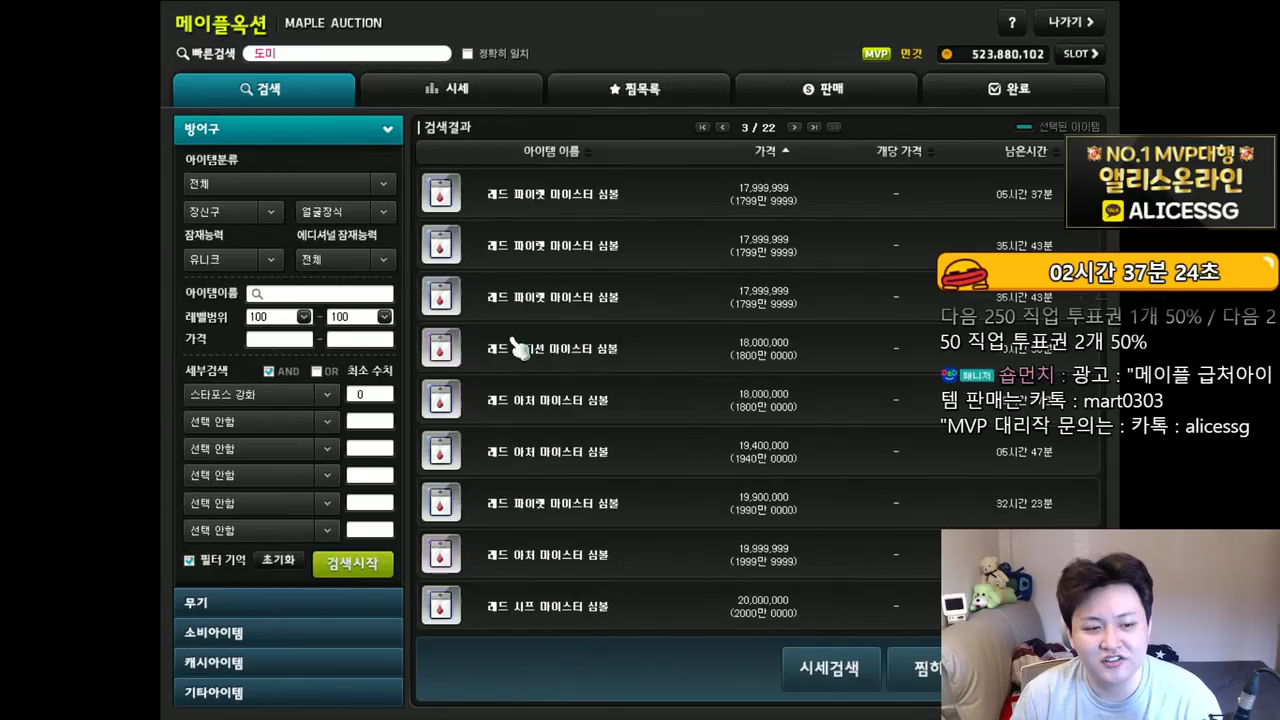 메이플옥션 MAPLE AUCTION
? 나가기
빠른검색 도미 정확히 일치
MVP 면갓 523,880,102 SLOT
검색 시세 찜목록 판매 완료
방어구
아이템분류
전체
장신구 얼굴장식
잠재능력 에디셔널 잠재능력
유니크 전체
아이템이름
레벨범위 100 - 100
가격 -
세부검색 AND OR 최소 수치
스타포스 강화 0
선택 안함
선택 안함
선택 안함
선택 안함
선택 안함
필터 기억 초기화 검색시작
무기
소비아이템
캐시아이템
기타아이템
검색결과 3 / 22 선택된 아이템
아이템 이름 가격 개당 가격 남은시간
레드 파이렛 마이스터 심볼 17,999,999 - 05시간 37분
(1799만 9999)
레드 파이렛 마이스터 심볼 17,999,999 - 35시간 43분
(1799만 9999)
레드 파이렛 마이스터 심볼 17,999,999 - 35시간 43분
(1799만 9999)
레드 마이스터 심볼 18,000,000 -
(1800만 0000)
레드 아처 마이스터 심볼 18,000,000 -
(1800만 0000)
레드 아처 마이스터 심볼 19,400,000 - 05시간 47분
(1940만 0000)
레드 파이렛 마이스터 심볼 19,900,000 - 32시간 23분
(1990만 0000)
레드 아처 마이스터 심볼 19,999,999 -
(1999만 9999)
레드 시프 마이스터 심볼 20,000,000 -
(2000만 0000)
시세검색
NO.1 MVP대행
앨리스온라인
TALK ALICESSG
02시간 37분 24초
다음 250 직업 투표권 1개 50% / 다음 2
50 직업 투표권 2개 50%
매니저 숍먼치 : 광고 : "메이플 급처아이
템 판매는 카톡 : mart0303
"MVP 대리작 문의는 : 카톡 : alicessg